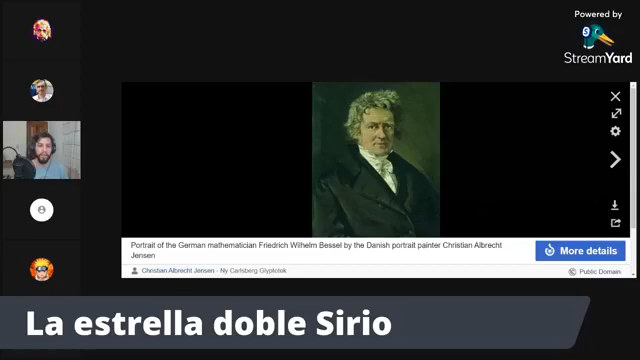 Powered by
StreamYard
Portrait of the German mathematician Friedrich Wilhelm Bessel by the Danish portrait painter Christian Albrecht
Jensen
More details
Christian Albrecht Jensen - Ny Carlsberg Glyptotek
Public Domain
La estrella doble Sirio